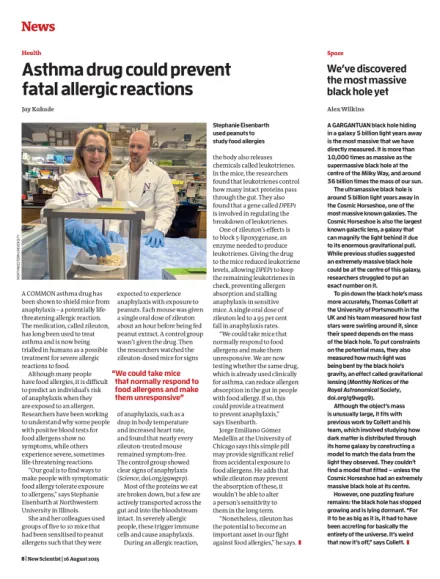 News
Health
Asthma drug could prevent
fatal allergic reactions
Jay Kakade
NORTHWESTERN UNIVERSITY
Stephanie Eisenbarth
used peanuts to
study food allergies
A COMMON asthma drug has
been shown to shield mice from
anaphylaxis – a potentially life-
threatening allergic reaction.
The medication, called zileuton,
has long been used to treat
asthma and is now being
trialled in humans as a possible
treatment for severe allergic
reactions to food.
Although many people
have food allergies, it is difficult
to predict an individual's risk
of anaphylaxis when they
are exposed to an allergen.
Researchers have been working
to understand why some people
with positive blood tests for
food allergens show no
symptoms, while others
experience severe, sometimes
life-threatening reactions.
"Our goal is to find ways to
make people with symptomatic
food allergy tolerate exposure
to allergens," says Stephanie
Eisenbarth at Northwestern
University in Illinois.
She and her colleagues used
groups of five to 10 mice that
had been sensitised to peanut
allergens such that they were
expected to experience
anaphylaxis with exposure to
peanuts. Each mouse was given
a single oral dose of zileuton
about an hour before being fed
peanut extract. A control group
wasn't given the drug. Then
the researchers watched the
zileuton-dosed mice for signs
"We could take mice
that normally respond to
food allergens and make
them unresponsive"
of anaphylaxis, such as a
drop in body temperature
and increased heart rate,
and found that nearly every
zileuton-treated mouse
remained symptom-free.
The control group showed
clear signs of anaphylaxis
(Science, doi.org/g9wgvp).
Most of the proteins we eat
are broken down, but a few are
actively transported across the
gut and into the bloodstream
intact. In severely allergic
people, these trigger immune
cells and cause anaphylaxis.
During an allergic reaction,
the body also releases
chemicals called leukotrienes.
In the mice, the researchers
found that leukotrienes control
how many intact proteins pass
through the gut. They also
found that a gene called DPEP1
is involved in regulating the
breakdown of leukotrienes.
One of zileuton's effects is
to block 5-lipoxygenase, an
enzyme needed to produce
leukotrienes. Giving the drug
to the mice reduced leukotriene
levels, allowing DPEP1 to keep
the remaining leukotrienes in
check, preventing allergen
absorption and stalling
anaphylaxis in sensitive
mice. A single oral dose of
zileuton led to a 95 per cent
fall in anaphylaxis rates.
"We could take mice that
normally respond to food
allergens and make them
unresponsive. We are now
testing whether the same drug,
which is already used clinically
for asthma, can reduce allergen
absorption in the gut in people
with food allergy. If so, this
could provide a treatment
to prevent anaphylaxis,"
says Eisenbarth.
Jorge Emiliano Gómez
Medellín at the University of
Chicago says this simple pill
may provide significant relief
from accidental exposure to
food allergens. He adds that
while zileuton may prevent
the absorption of these, it
wouldn't be able to alter
a person's sensitivity to
them in the long term.
"Nonetheless, zileuton has
the potential to become an
important asset in our fight
against food allergies," he says.
Space
We've discovered
the most massive
black hole yet
Alex Wilkins
A GARGANTUAN black hole hiding
in a galaxy 5 billion light years away
is the most massive that we have
directly measured. It is more than
10,000 times as massive as the
supermassive black hole at the
centre of the Milky Way, and around
36 billion times the mass of our sun.
The ultramassive black hole is
around 5 billion light years away in
the Cosmic Horseshoe, one of the
most massive known galaxies. The
Cosmic Horseshoe is also the largest
known galactic lens, a galaxy that
can magnify the light behind it due
to its enormous gravitational pull.
While previous studies suggested
an extremely massive black hole
could be at the centre of this galaxy,
researchers struggled to put an
exact number on it.
To pin down the black hole's mass
more accurately, Thomas Collett at
the University of Portsmouth in the
UK and his team measured how fast
stars were swirling around it, since
their speed depends on the mass
of the black hole. To put constraints
on the potential mass, they also
measured how much light was
being bent by the black hole's
gravity, an effect called gravitational
lensing (Monthly Notices of the
Royal Astronomical Society,
doi.org/g9wgq9).
Although the object's mass
is unusually large, it fits with
previous work by Collett and his
team, which involved studying how
dark matter is distributed through
its home galaxy by constructing a
model to match the data from the
light they observed. They couldn't
find a model that fitted – unless the
Cosmic Horseshoe had an extremely
massive black hole at its centre.
However, one puzzling feature
remains: the black hole has stopped
growing and is lying dormant. "For
it to be as big as it is, it had to have
been accreting for basically the
entirety of the universe. It's weird
that now it's off," says Collett.
8 | New Scientist | 16 August 2025